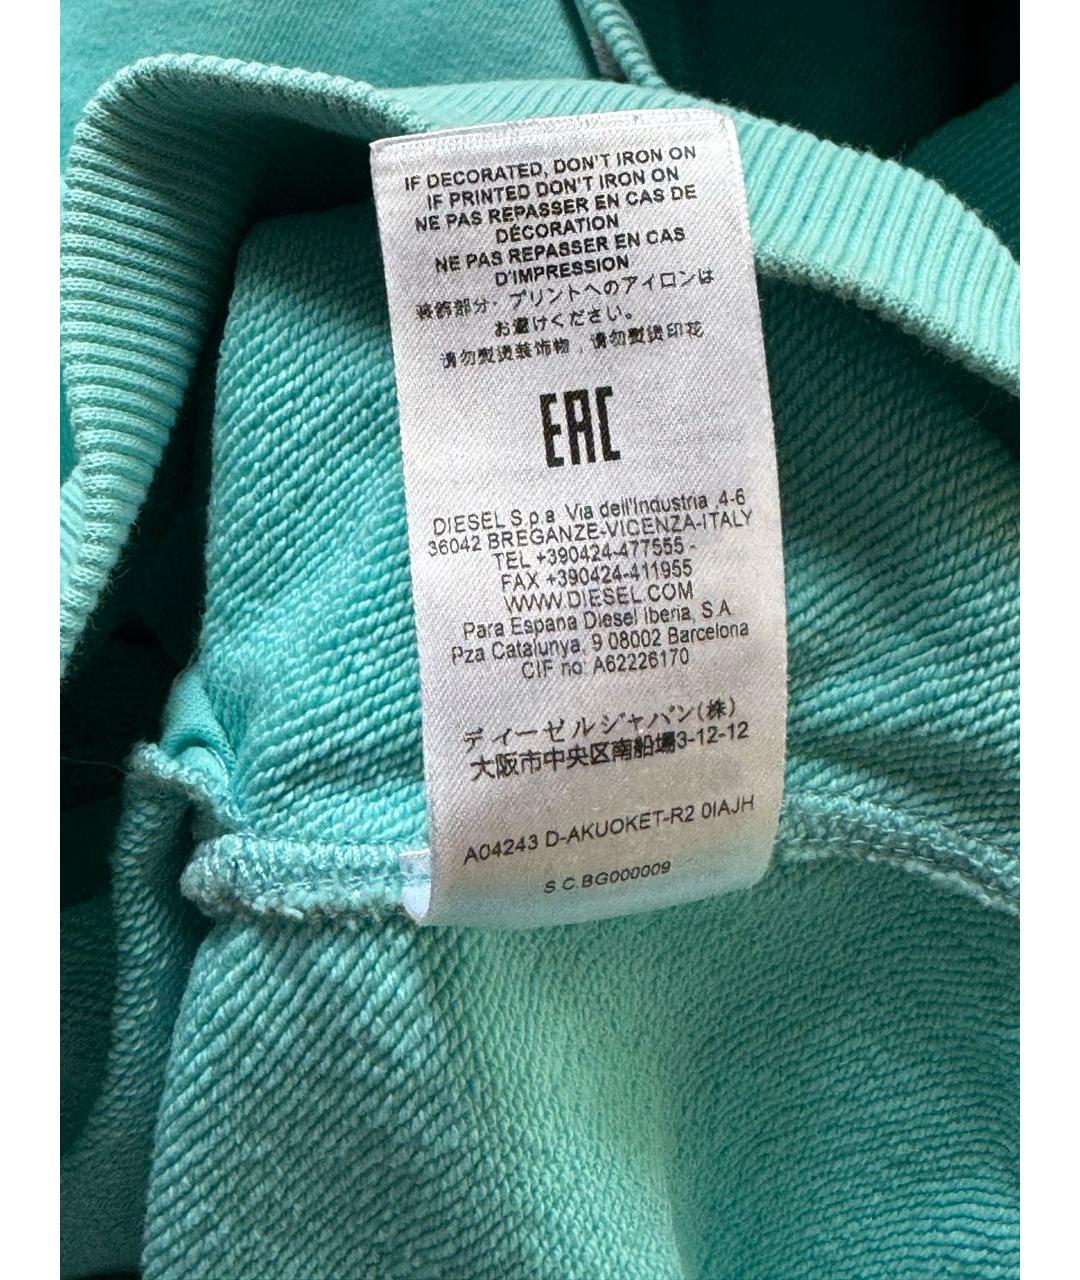 IF DECORATED, DON'T IRON ON
IF PRINTED DON'T IRON ON
NE PAS REPASSER EN CAS DE
DÉCORATION
NE PAS REPASSER EN CAS
D'IMPRESSION
装飾部分・プリントへのアイロンは
お避けください。
请勿熨烫装饰物，请勿熨烫印花
EAC
DIESEL S.p.a. Via dell'Industria, 4-6
36042 BREGANZE-VICENZA-ITALY
TEL +390424-477555 -
FAX +390424-411955
WWW.DIESEL.COM
Para Espana Diesel Iberia, S.A.
Pza Catalunya, 9 08002 Barcelona
CIF no: A62226170
ディーゼルジャパン(株)
大阪市中央区南船場3-12-12
A04243 D-AKUOKET-R2 0IAJH
S.C.BG000009